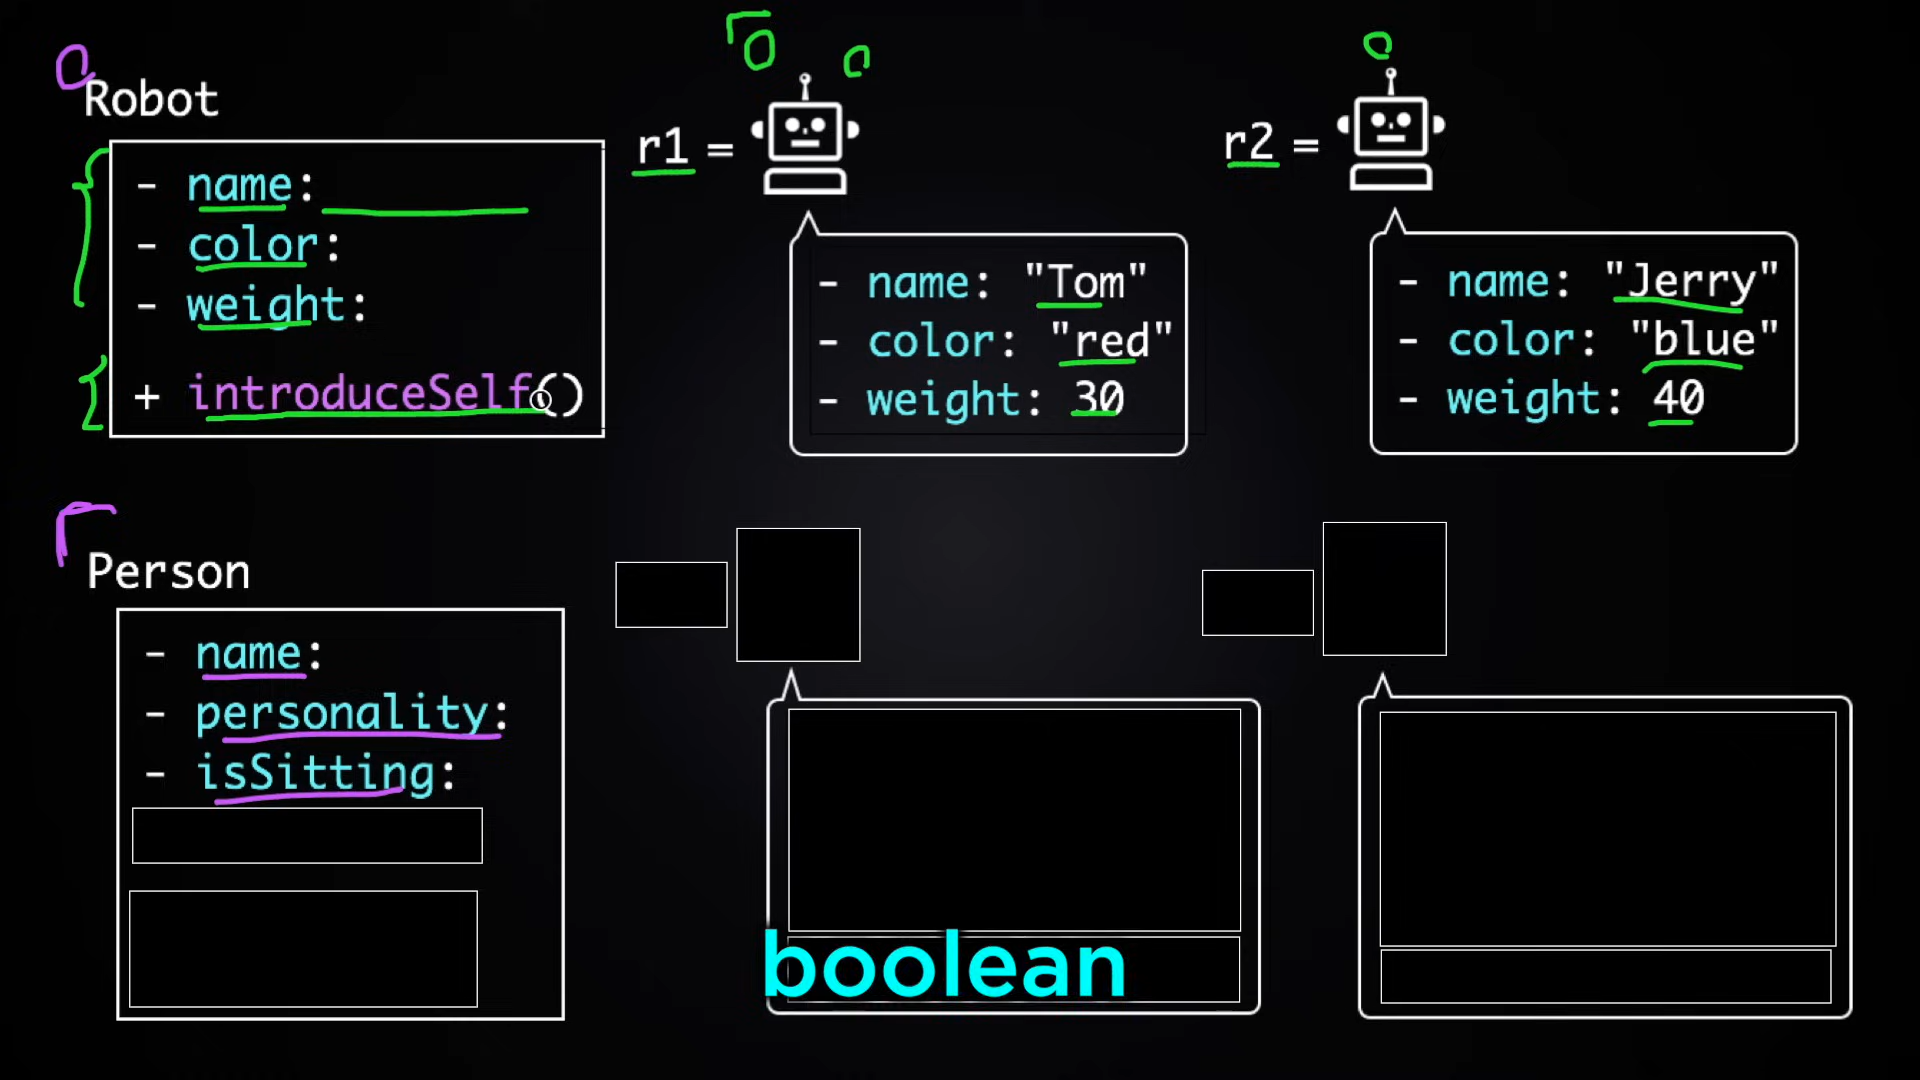 Robot
- name:
- color:
- weight:
+ introduceSelf()
r1 =
- name: "Tom"
- color: "red"
- weight: 30
r2 =
- name: "Jerry"
- color: "blue"
- weight: 40
Person
- name:
- personality:
- isSitting:
boolean